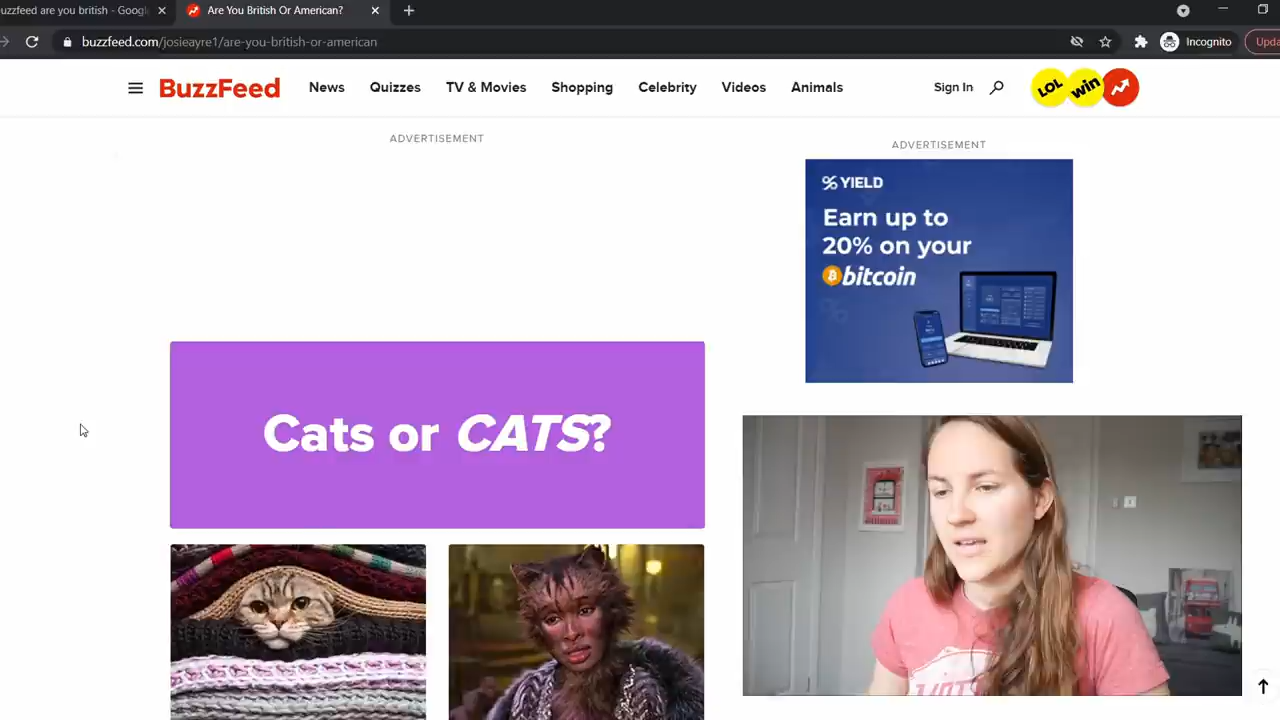 uzzfeed are you british - Googl
Are You British Or American?
buzzfeed.com/josieayre1/are-you-british-or-american
Incognito
Upda
BuzzFeed
News
Quizzes
TV & Movies
Shopping
Celebrity
Videos
Animals
Sign In
LOL
win
ADVERTISEMENT
ADVERTISEMENT
YIELD
Earn up to
20% on your
bitcoin
Cats or CATS?